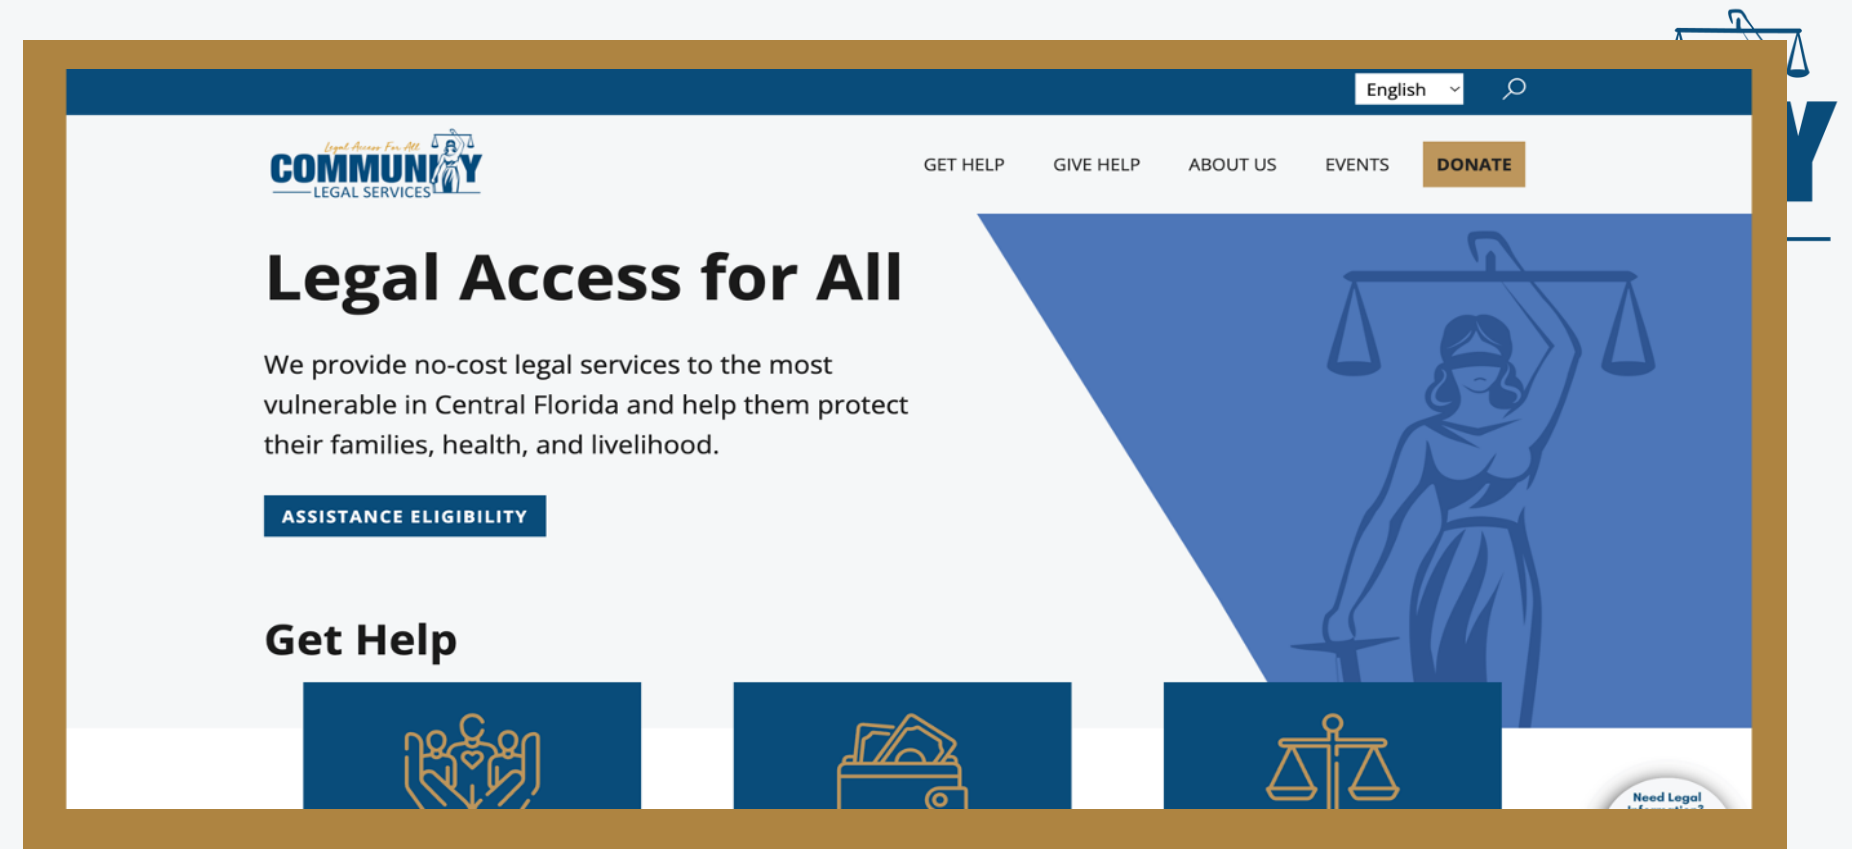 English
Legal Access For All
COMMUNITY
LEGAL SERVICES
GET HELP
GIVE HELP
ABOUT US
EVENTS
DONATE
Y
Legal Access for All
We provide no-cost legal services to the most
vulnerable in Central Florida and help them protect
their families, health, and livelihood.
ASSISTANCE ELIGIBILITY
Get Help
Need Legal